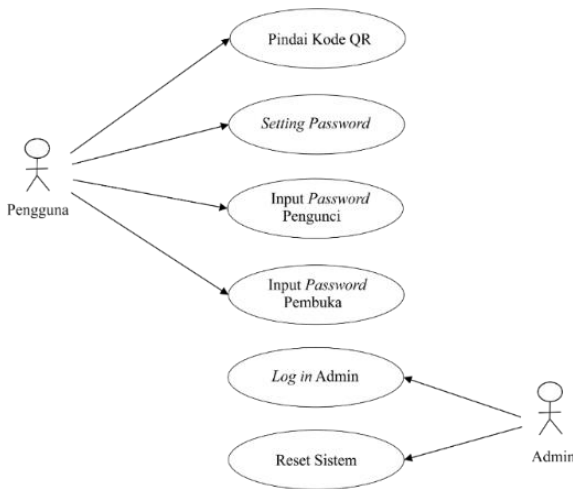 Pindai Kode QR
Setting Password
Pengguna
Input Password
Pengunci
Input Password
Pembuka
Log in Admin
Reset Sistem
Admin